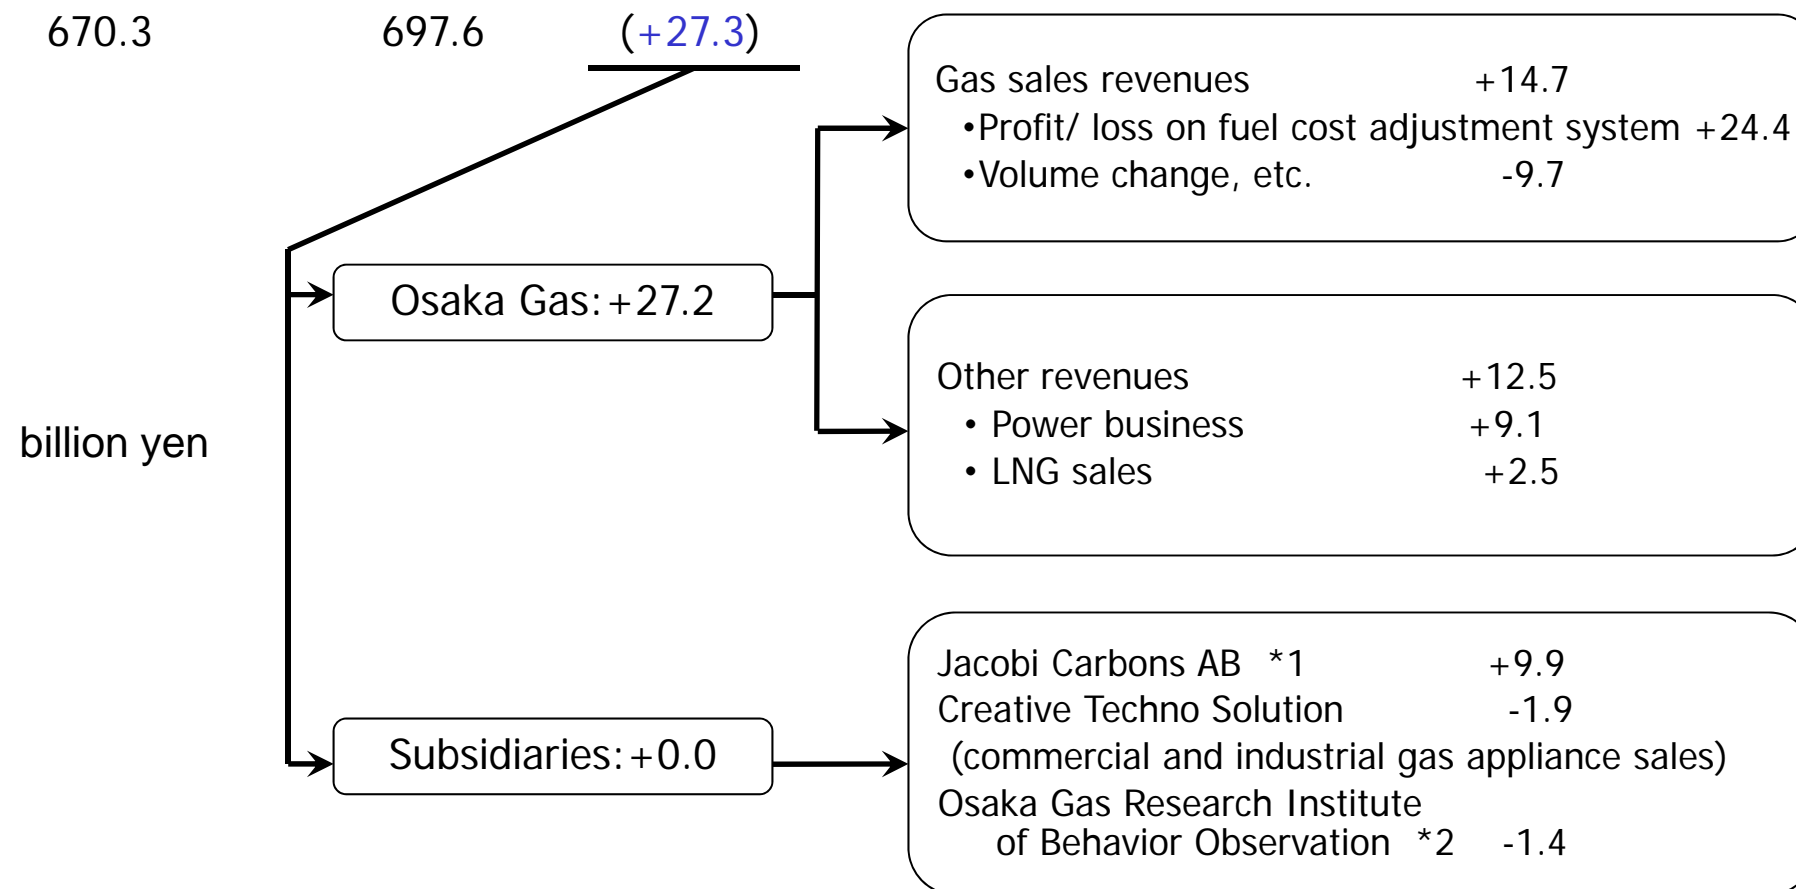 670.3 697.6 (+27.3)
Gas sales revenues +14.7
•Profit/ loss on fuel cost adjustment system +24.4
•Volume change, etc. -9.7
Osaka Gas:+27.2
Other revenues +12.5
• Power business +9.1
• LNG sales +2.5
billion yen
Subsidiaries:+0.0
Jacobi Carbons AB *1 +9.9
Creative Techno Solution -1.9
(commercial and industrial gas appliance sales)
Osaka Gas Research Institute
of Behavior Observation *2 -1.4